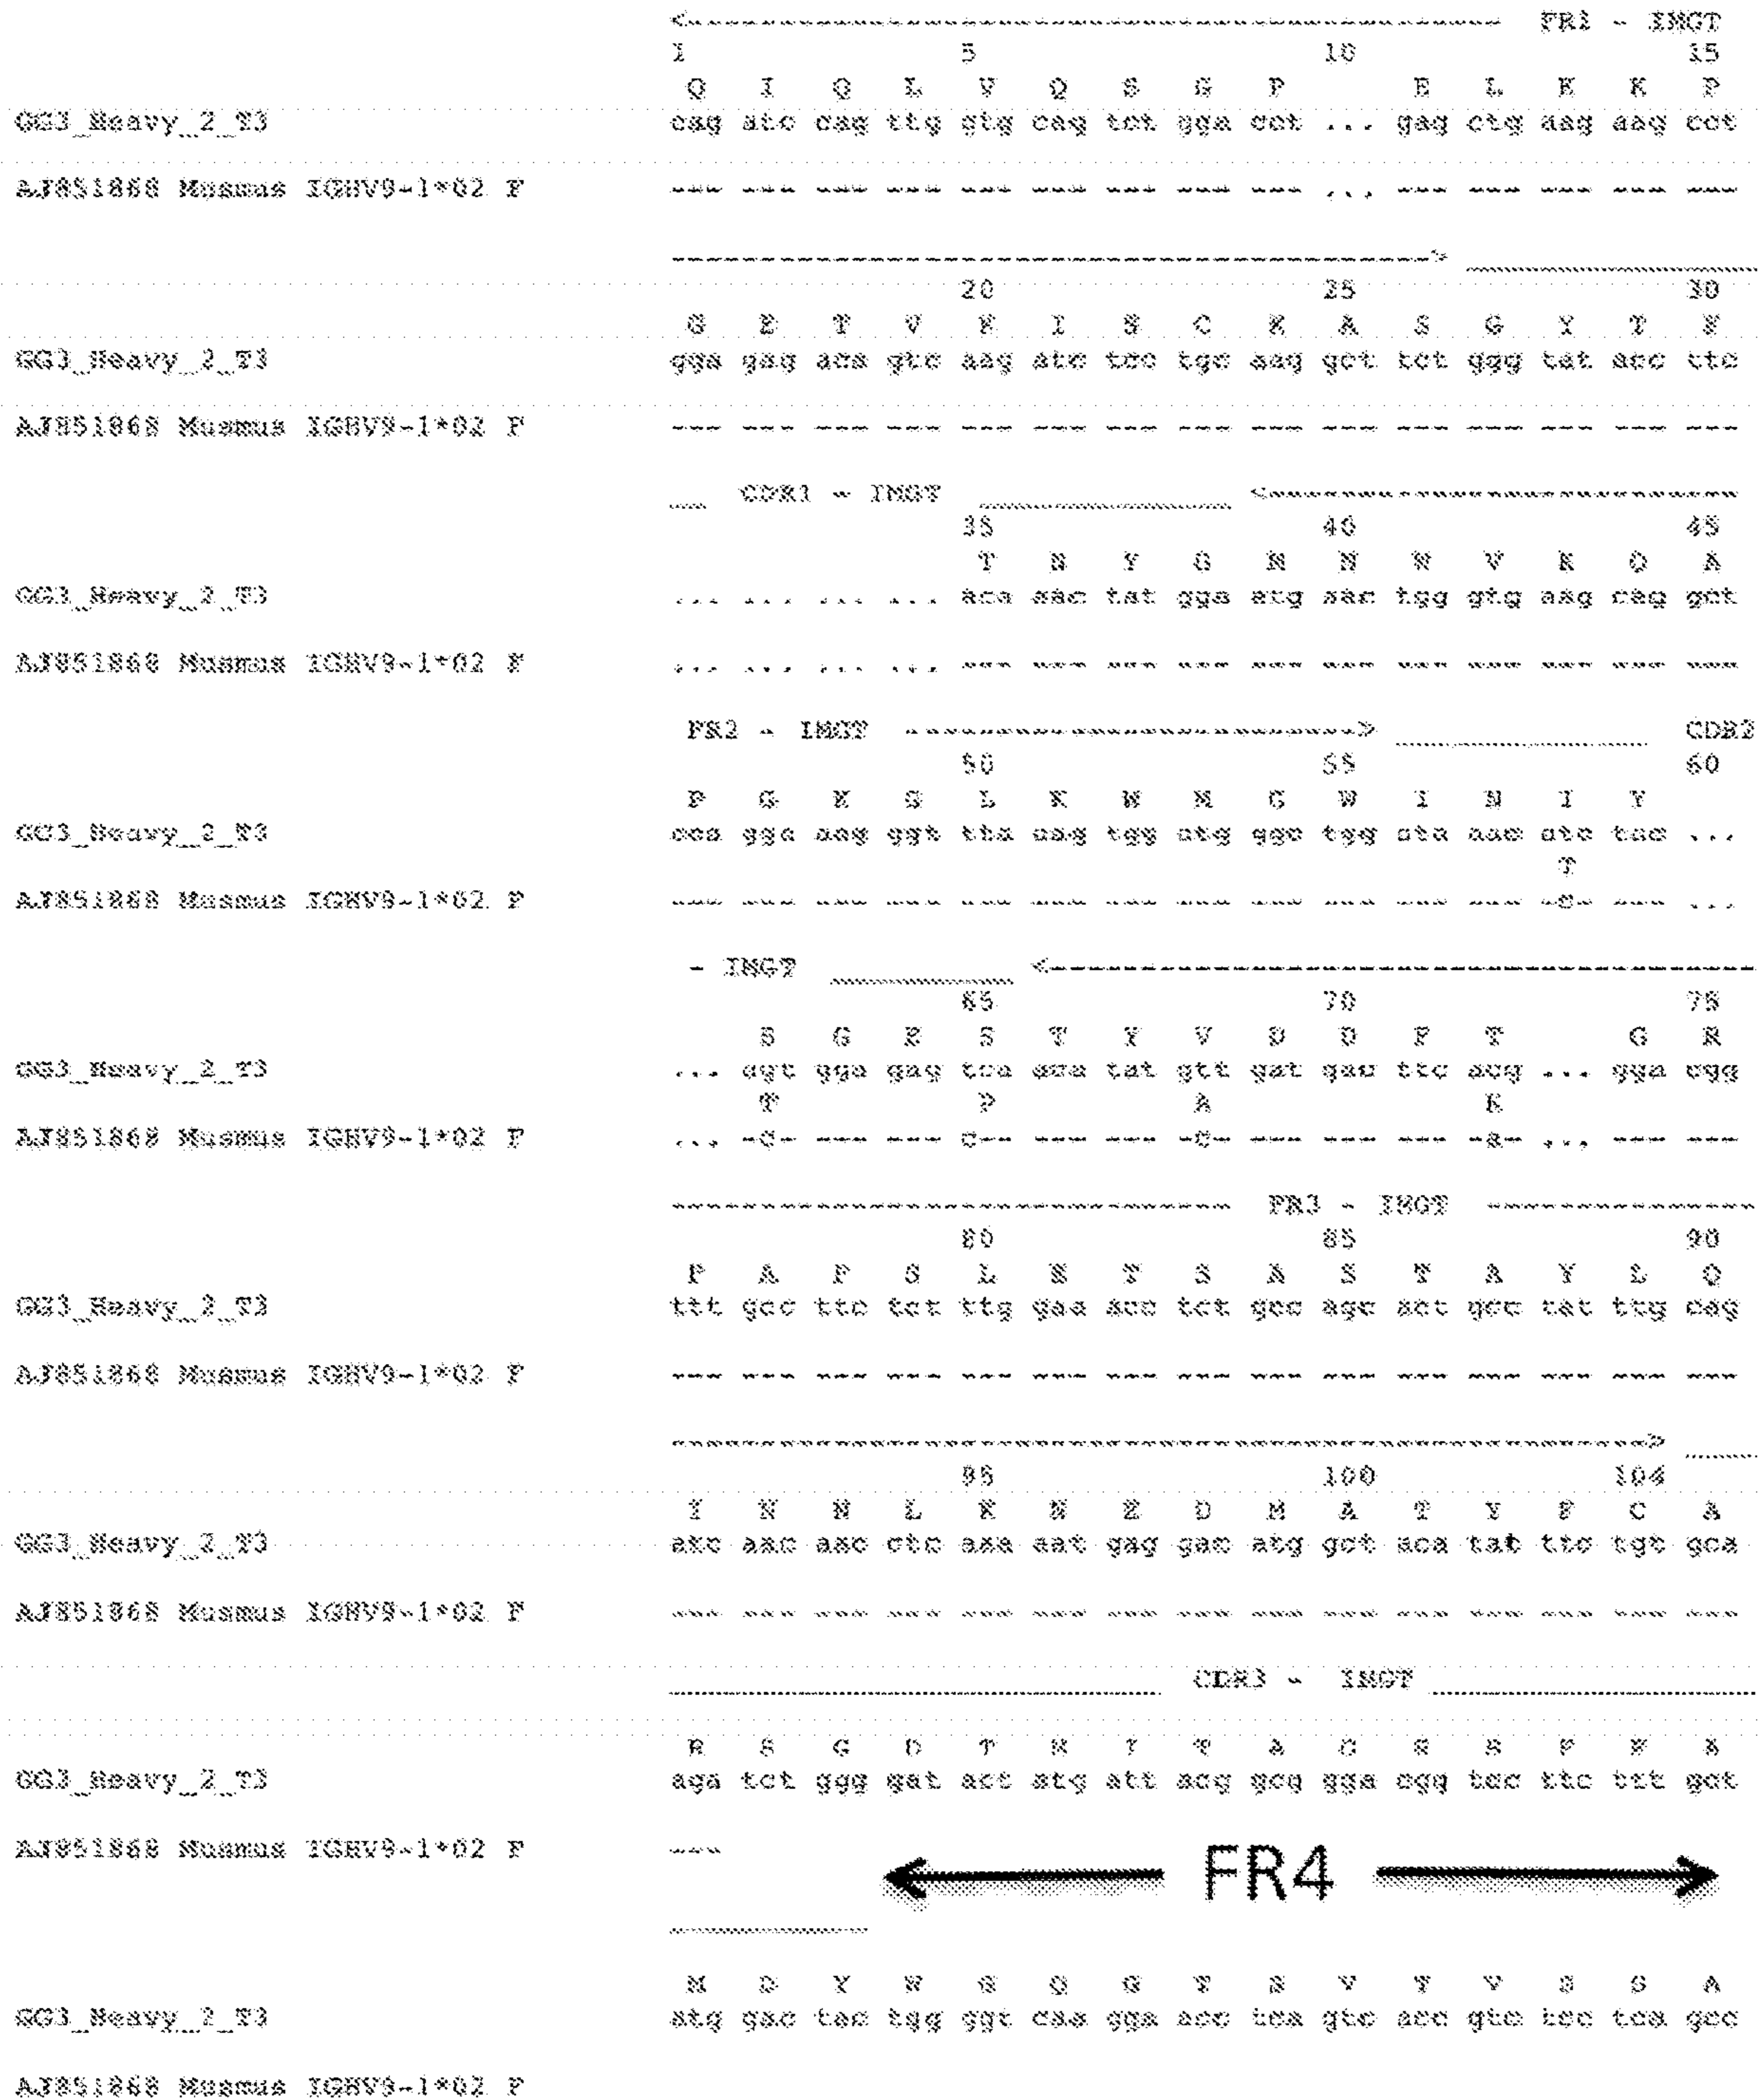 <------------------------------------ FR1 - IMGT
1 5 10 15
Q I Q L V Q S G P E L K K P
GG3_Heavy_2_T3 cag atc cag ttg gtg cag tct gga cct ... gag ctg aag aag cct
AJ851868 Musmus IGHV9-1*02 F --- --- --- --- --- --- --- --- --- ... --- --- --- --- ---
-------------------------------------------> ________________
20 25 30
G E T V K I S C K A S G Y T F
GG3_Heavy_2_T3 gga gag aca gtc aag atc tcc tgc aag gct tct ggg tat acc ttc
AJ851868 Musmus IGHV9-1*02 F --- --- --- --- --- --- --- --- --- --- --- --- --- --- ---
__ CDR1 - IMGT ______________ <---------------------------
35 40 45
T N Y G M N W V K Q A
GG3_Heavy_2_T3 ... ... ... ... aca aac tat gga atg aac tgg gtg aag cag gct
AJ851868 Musmus IGHV9-1*02 F ... ... ... ... --- --- --- --- --- --- --- --- --- --- ---
FR2 - IMGT --------------------------> ______________ CDR2
50 55 60
P G K G L K W M G W I N I Y
GG3_Heavy_2_T3 cca gga aag ggt tta aag tgg atg ggc tgg ata aac atc tac ...
T
AJ851868 Musmus IGHV9-1*02 F --- --- --- --- --- --- --- --- --- --- --- --- -c- --- ...
- IMGT __________ <----------------------------------------
65 70 75
S G E S T Y V D D F T G R
GG3_Heavy_2_T3 ... agt gga gag tca aca tat gtt gat gac ttc acg ... gga cgg
T P A K
AJ851868 Musmus IGHV9-1*02 F ... -c- --- --- c-- --- --- -c- --- --- --- -a- ... --- ---
------------------------------- FR3 - IMGT ---------------
80 85 90
F A F S L E T S A S T A Y L Q
GG3_Heavy_2_T3 ttt gcc ttc tct ttg gaa acc tct gcc agc act gcc tat ttg cag
AJ851868 Musmus IGHV9-1*02 F --- --- --- --- --- --- --- --- --- --- --- --- --- --- ---
-------------------------------------------------------> ____
95 100 104
I N N L K N E D M A T Y F C A
GG3_Heavy_2_T3 atc aac aac ctc aaa aat gag gac atg gct aca tat ttc tgt gca
AJ851868 Musmus IGHV9-1*02 F --- --- --- --- --- --- --- --- --- --- --- --- --- --- ---
___________________________ CDR3 - IMGT __________________
R S G D T M I T A G R S F F A
GG3_Heavy_2_T3 aga tct ggg gat act atg att acg gcg gga cgg tcc ttc ttt gct
AJ851868 Musmus IGHV9-1*02 F ---
FR4
___________
M D Y W G Q G T S V T V S S A
GG3_Heavy_2_T3 atg gac tac tgg ggt caa gga acc tca gtc acc gtc tcc tca gcc
AJ851868 Musmus IGHV9-1*02 F